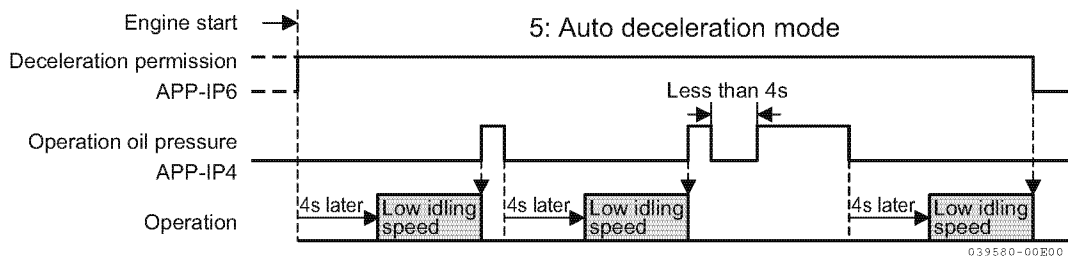 Engine start
5: Auto deceleration mode
Deceleration permission
APP-IP6
Less than 4s
Operation oil pressure
APP-IP4
Operation
4s later
Low idling
speed
4s later
Low idling
speed
4s later
Low idling
speed
039580-00E00